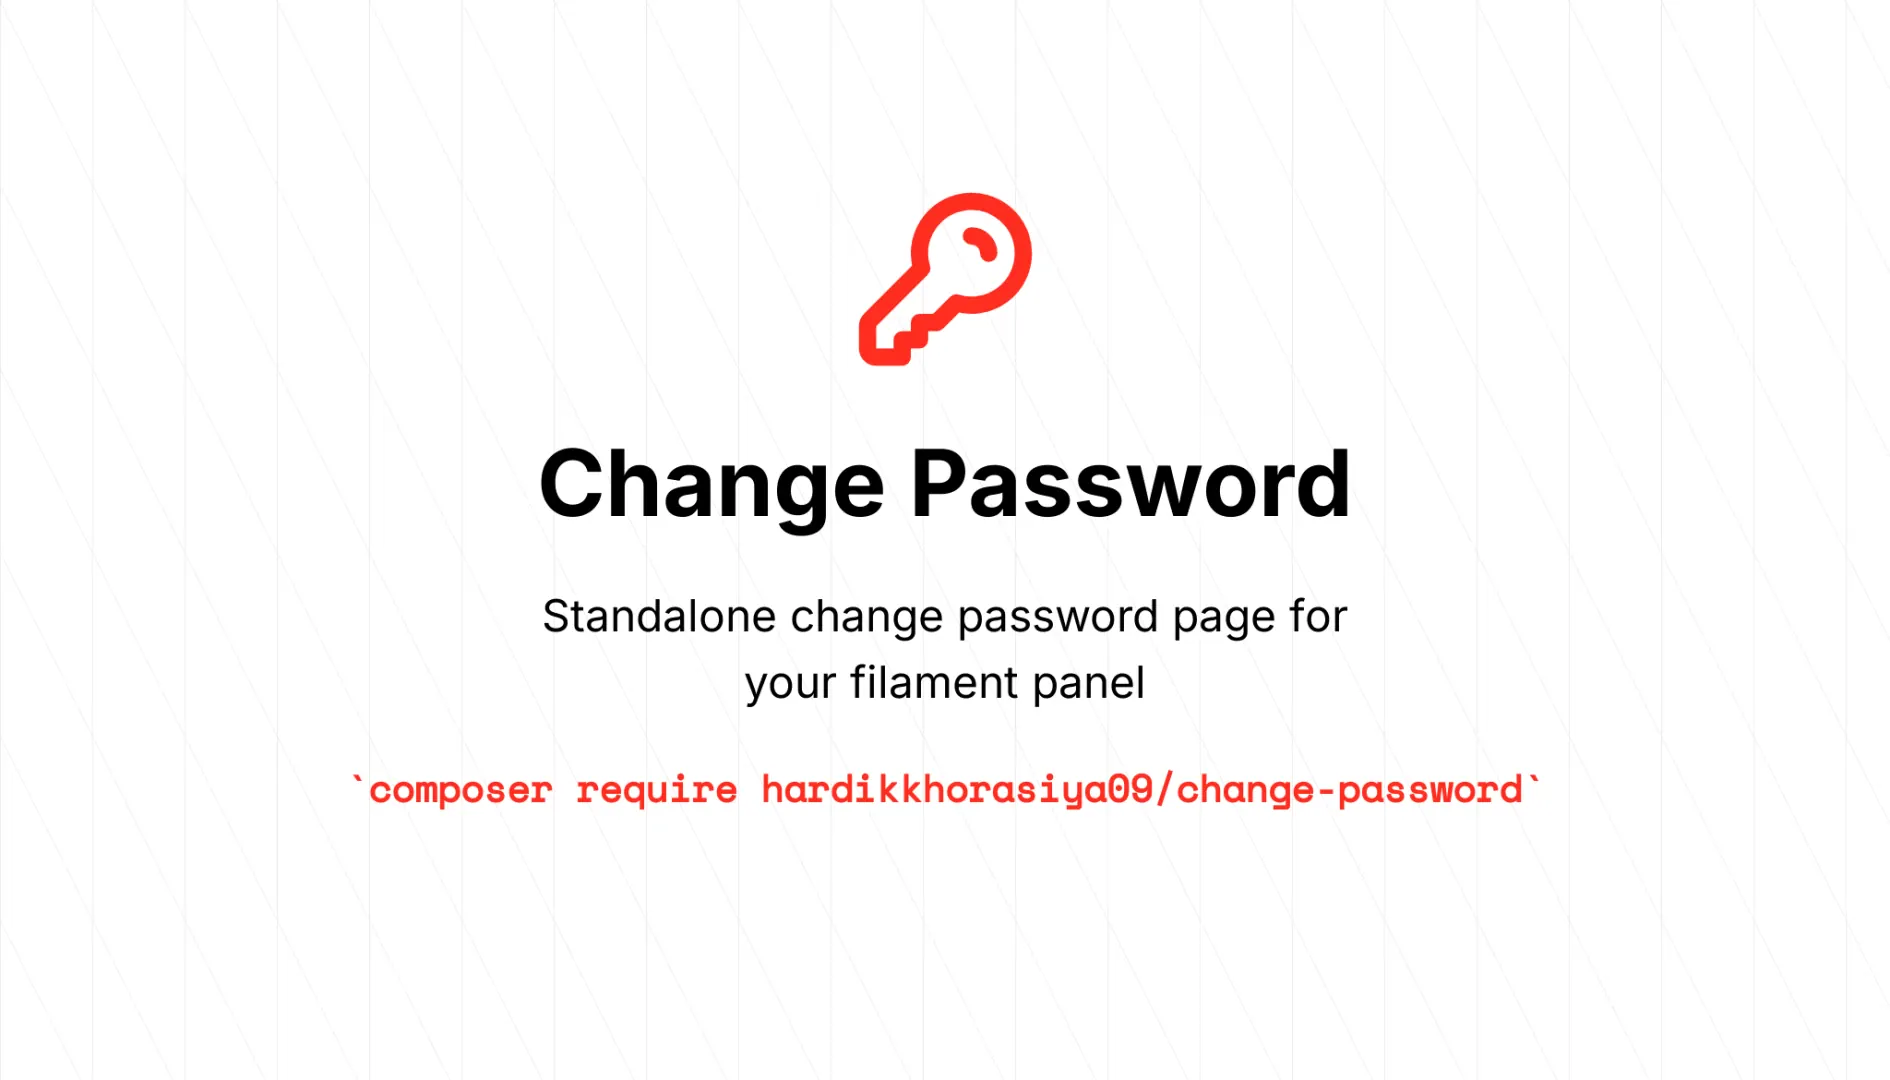 Change Password
Standalone change password page for
your filament panel
`composer require hardikkhorasiya09/change-password`